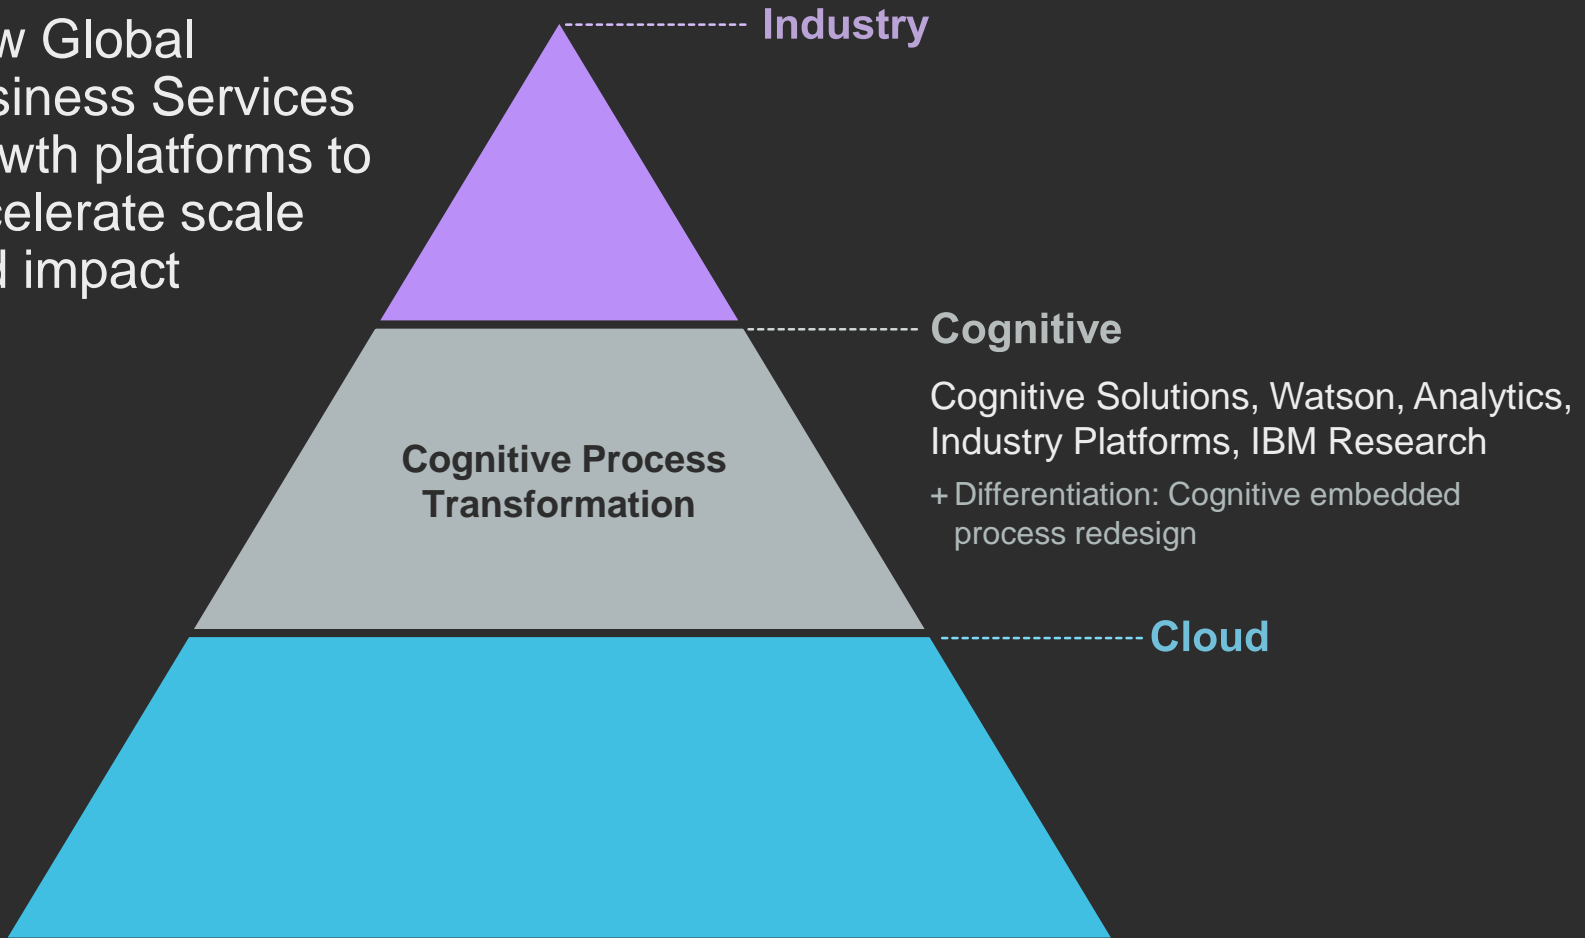 w Global
siness Services
wth platforms to
celerate scale
d impact
Industry
Cognitive
Cognitive Solutions, Watson, Analytics,
Industry Platforms, IBM Research
+ Differentiation: Cognitive embedded
process redesign
Cognitive Process
Transformation
Cloud